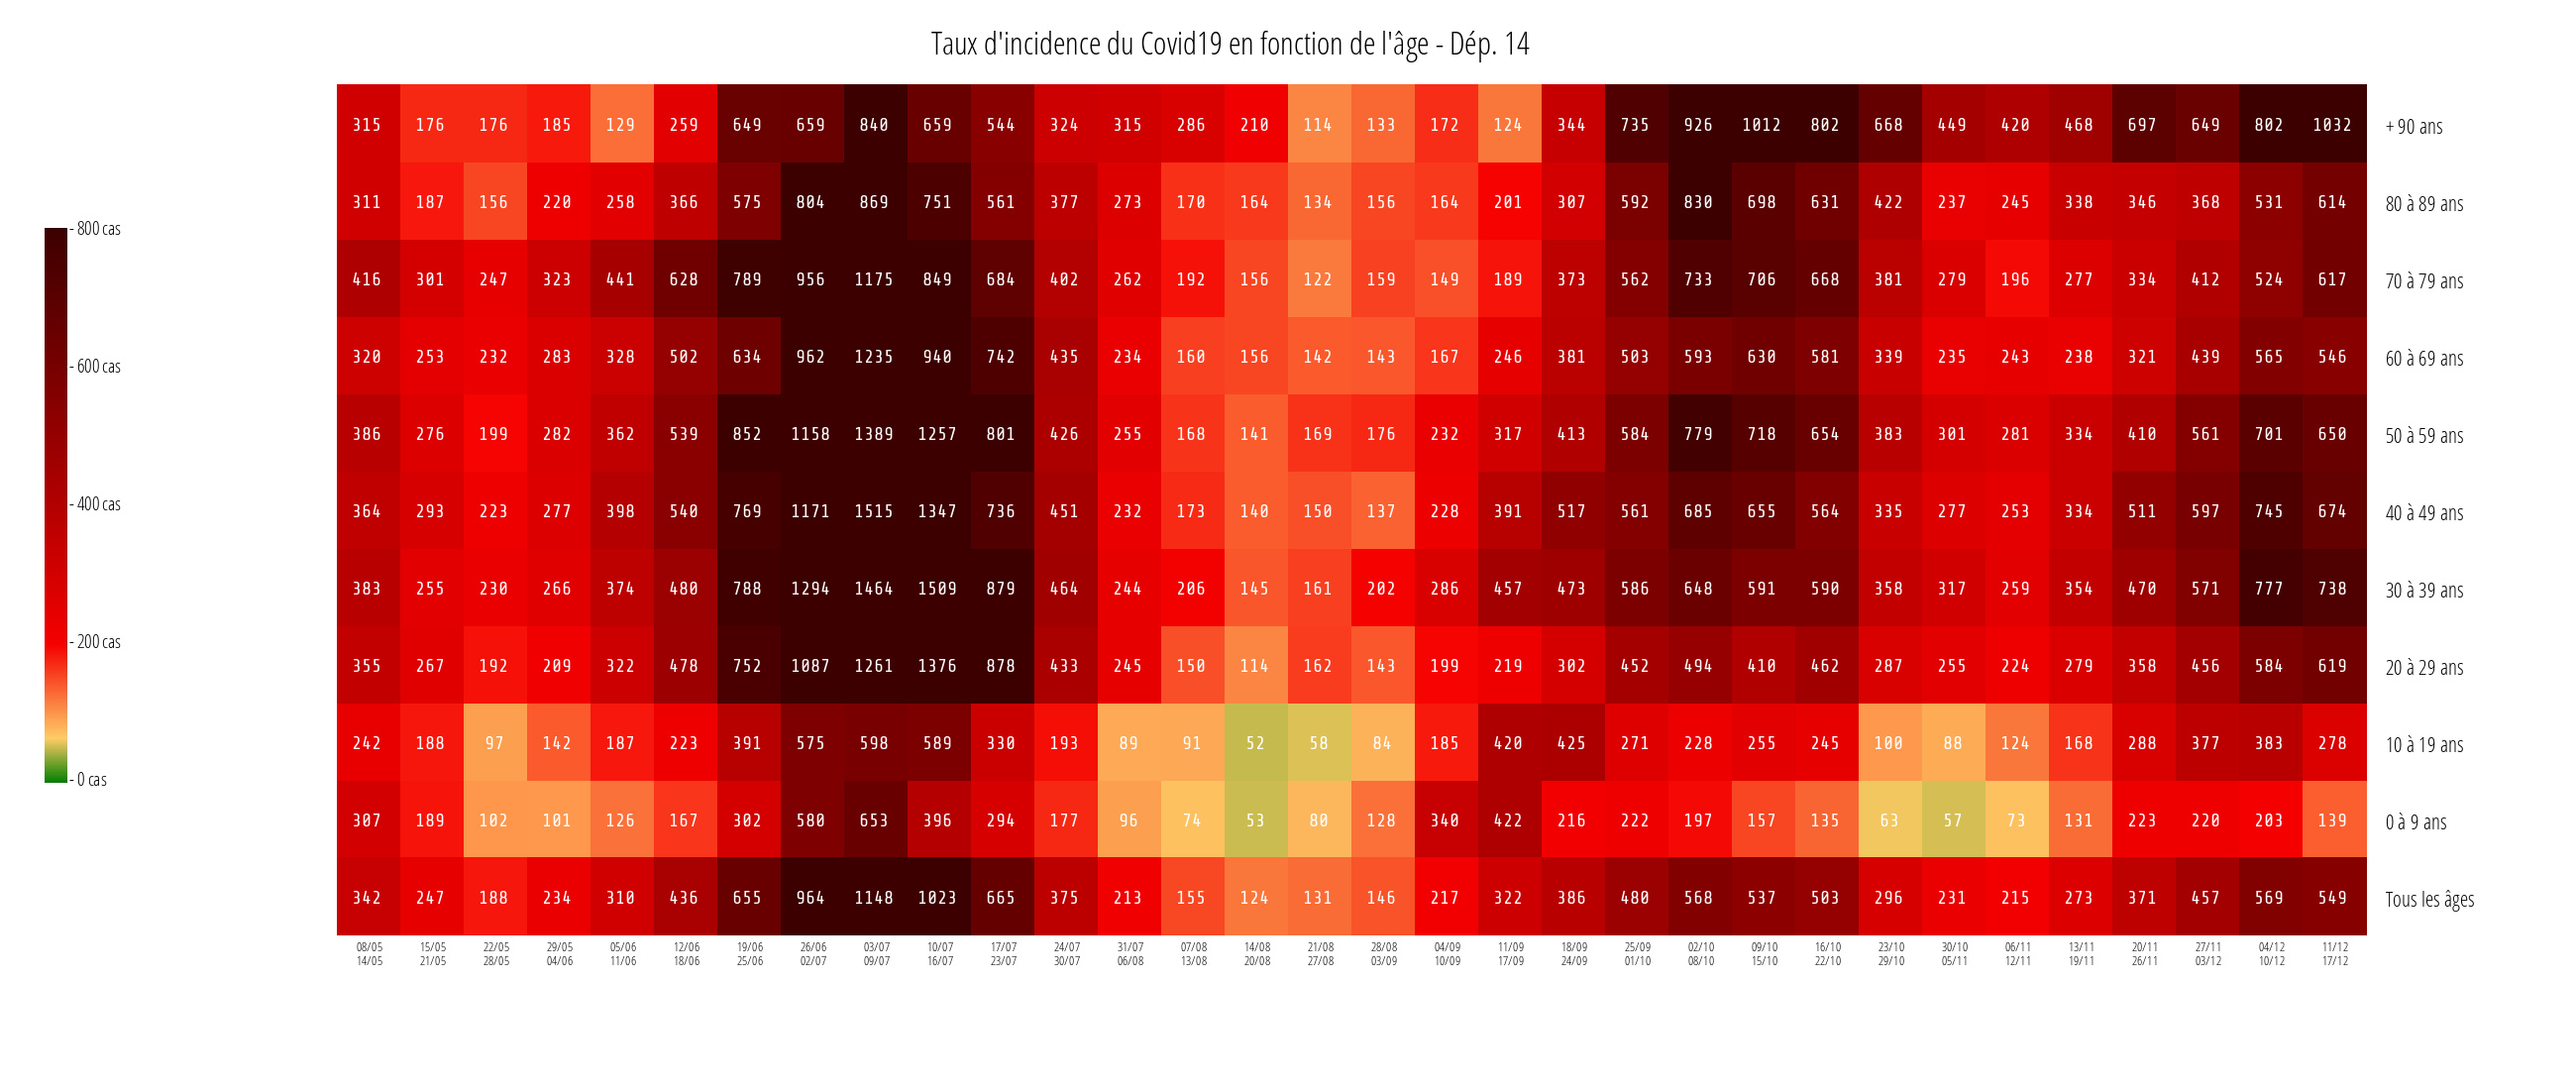 Taux d'incidence du Covid19 en fonction de l'âge - Dép. 14
315 176 176 185 129 259 649 659 840 659 544 324 315 286 210 114 133 172 124 344 735 926 1012 802 668 449 420 468 697 649 802 1032 + 90 ans
311 187 156 220 258 366 575 804 869 751 561 377 273 170 164 134 156 164 201 307 592 830 698 631 422 237 245 338 346 368 531 614 80 à 89 ans
416 301 247 323 441 628 789 956 1175 849 684 402 262 192 156 122 159 149 189 373 562 733 706 668 381 279 196 277 334 412 524 617 70 à 79 ans
320 253 232 283 328 502 634 962 1235 940 742 435 234 160 156 142 143 167 246 381 503 593 630 581 339 235 243 238 321 439 565 546 60 à 69 ans
386 276 199 282 362 539 852 1158 1389 1257 801 426 255 168 141 169 176 232 317 413 584 779 718 654 383 301 281 334 410 561 701 650 50 à 59 ans
364 293 223 277 398 540 769 1171 1515 1347 736 451 232 173 140 150 137 228 391 517 561 685 655 564 335 277 253 334 511 597 745 674 40 à 49 ans
383 255 230 266 374 480 788 1294 1464 1509 879 464 244 206 145 161 202 286 457 473 586 648 591 590 358 317 259 354 470 571 777 738 30 à 39 ans
355 267 192 209 322 478 752 1087 1261 1376 878 433 245 150 114 162 143 199 219 302 452 494 410 462 287 255 224 279 358 456 584 619 20 à 29 ans
242 188 97 142 187 223 391 575 598 589 330 193 89 91 52 58 84 185 420 425 271 228 255 245 100 88 124 168 288 377 383 278 10 à 19 ans
307 189 102 101 126 167 302 580 653 396 294 177 96 74 53 80 128 340 422 216 222 197 157 135 63 57 73 131 223 220 203 139 0 à 9 ans
342 247 188 234 310 436 655 964 1148 1023 665 375 213 155 124 131 146 217 322 386 480 568 537 503 296 231 215 273 371 457 569 549 Tous les âges
08/05 15/05 22/05 29/05 05/06 12/06 19/06 26/06 03/07 10/07 17/07 24/07 31/07 07/08 14/08 21/08 28/08 04/09 11/09 18/09 25/09 02/10 09/10 16/10 23/10 30/10 06/11 13/11 20/11 27/11 04/12 11/12
14/05 21/05 28/05 04/06 11/06 18/06 25/06 02/07 09/07 16/07 23/07 30/07 06/08 13/08 20/08 27/08 03/09 10/09 17/09 24/09 01/10 08/10 15/10 22/10 29/10 05/11 12/11 19/11 26/11 03/12 10/12 17/12
- 800 cas
- 600 cas
- 400 cas
- 200 cas
- 0 cas